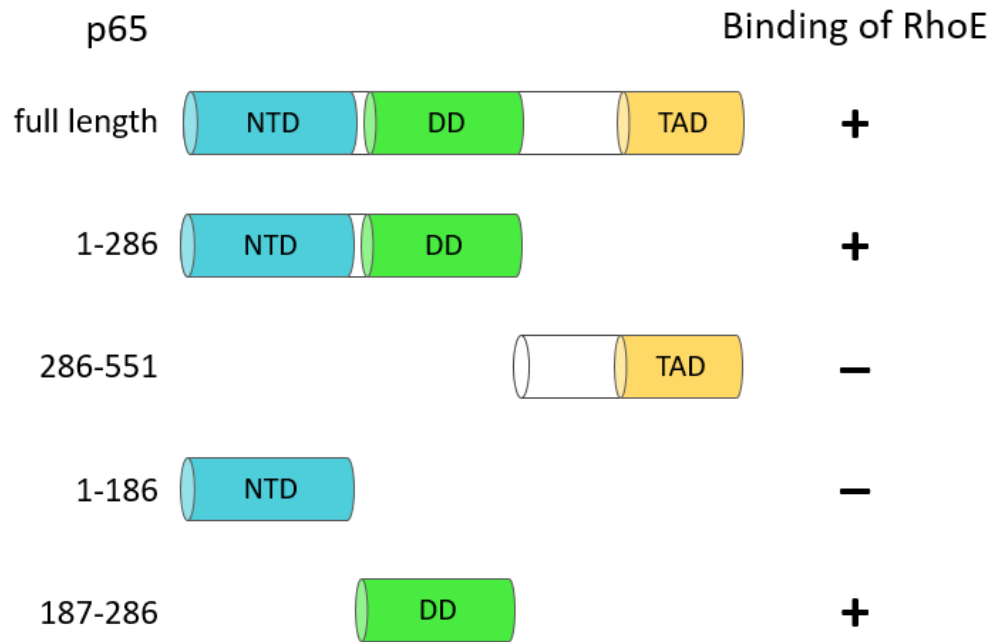 p65 Binding of RhoE
full length NTD DD TAD +
1-286 NTD DD +
286-551 TAD −
1-186 NTD −
187-286 DD +